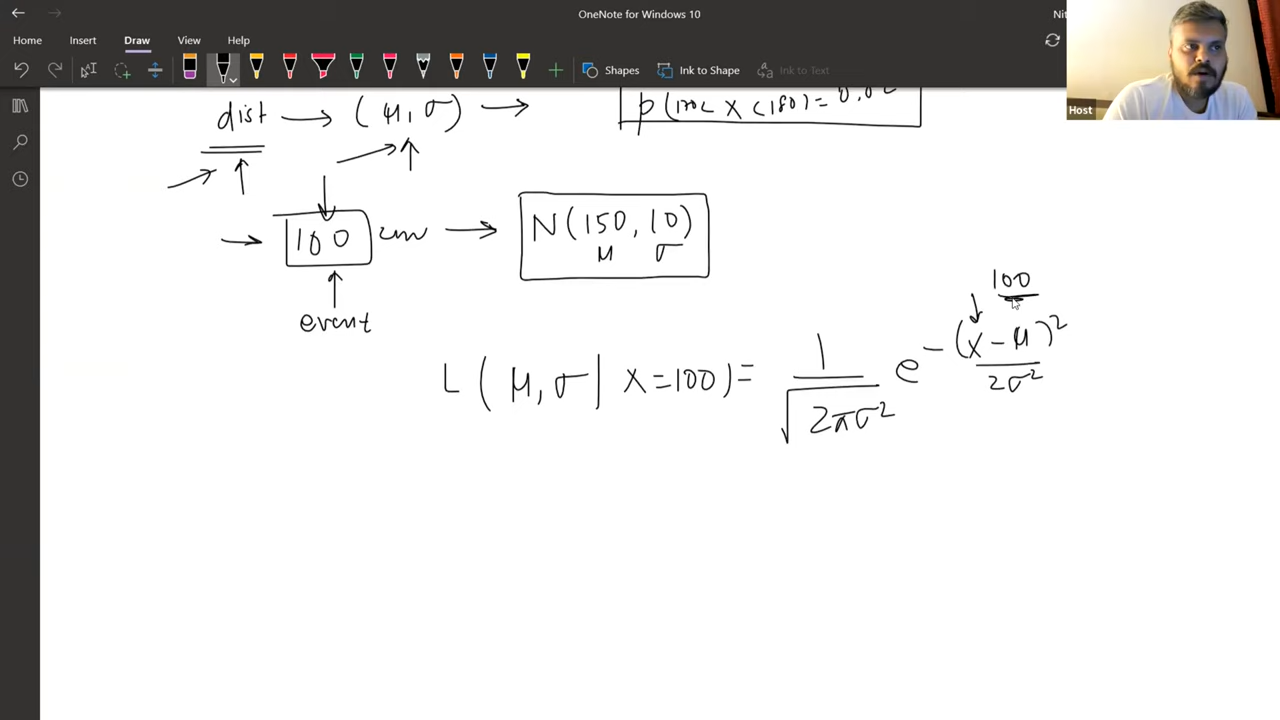 OneNote for Windows 10
Home Insert Draw View Help
Shapes Ink to Shape Ink to Text
Host
dist → (μ, σ) →
100 cm → N(150, 10)
μ σ
event
100
L(μ, σ | X=100) = 1/√2πσ² e^-(x-μ)²/2σ²